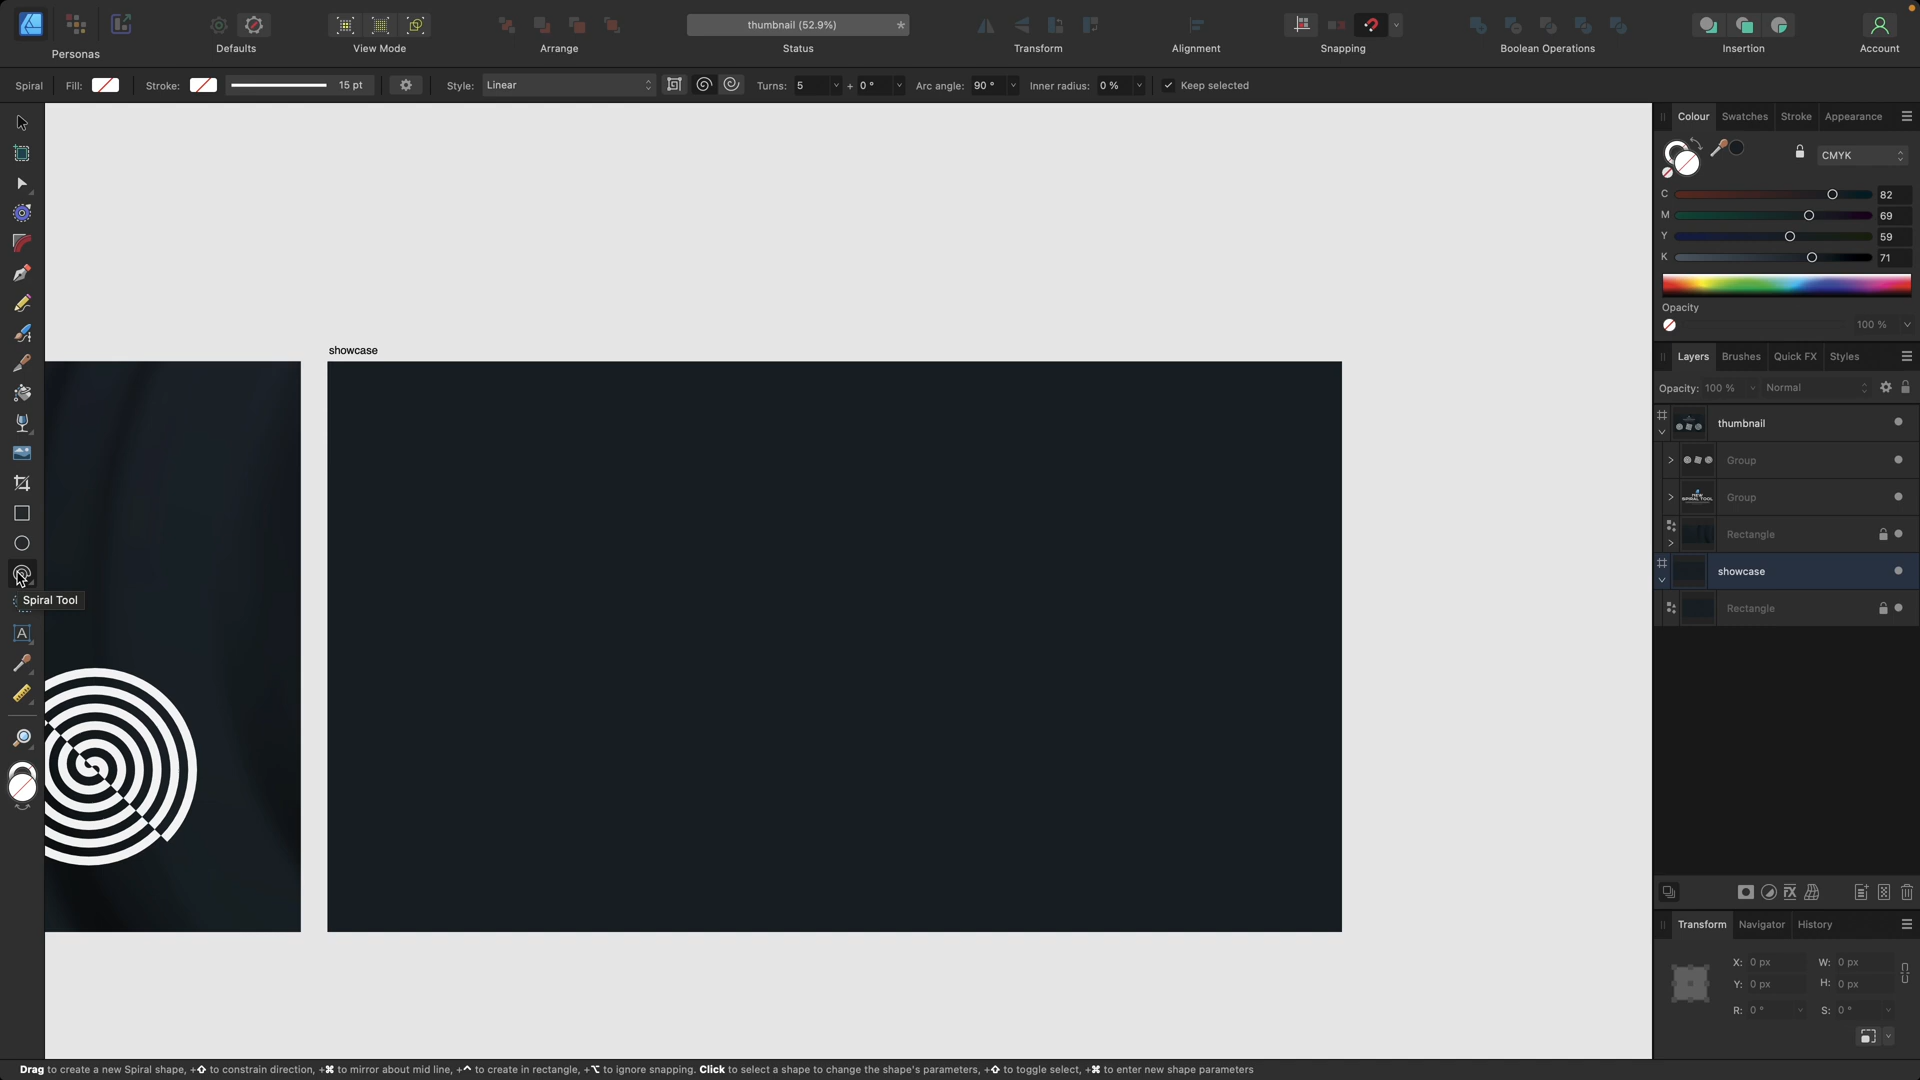 thumbnail (52.9%)
*
Personas
Defaults
View Mode
Arrange
Status
Transform
Alignment
Snapping
Boolean Operations
Insertion
Account
Spiral
Fill:
Stroke:
15 pt
Style:
Linear
Turns:
5
+
0 °
Arc angle:
90 °
Inner radius:
0 %
Keep selected
Colour
Swatches
Stroke
Appearance
CMYK
C
82
M
69
Y
59
K
71
Opacity
100 %
showcase
Layers
Brushes
Quick FX
Styles
Opacity:
100 %
Normal
thumbnail
Group
Group
Rectangle
showcase
Rectangle
Spiral Tool
A
Transform
Navigator
History
X: 0 px
W: 0 px
Y: 0 px
H: 0 px
R: 0 °
S: 0 °
Drag to create a new Spiral shape, +⇧ to constrain direction, +⌘ to mirror about mid line, +^ to create in rectangle, +⌥ to ignore snapping. Click to select a shape to change the shape's parameters, +⇧ to toggle select, +⌘ to enter new shape parameters